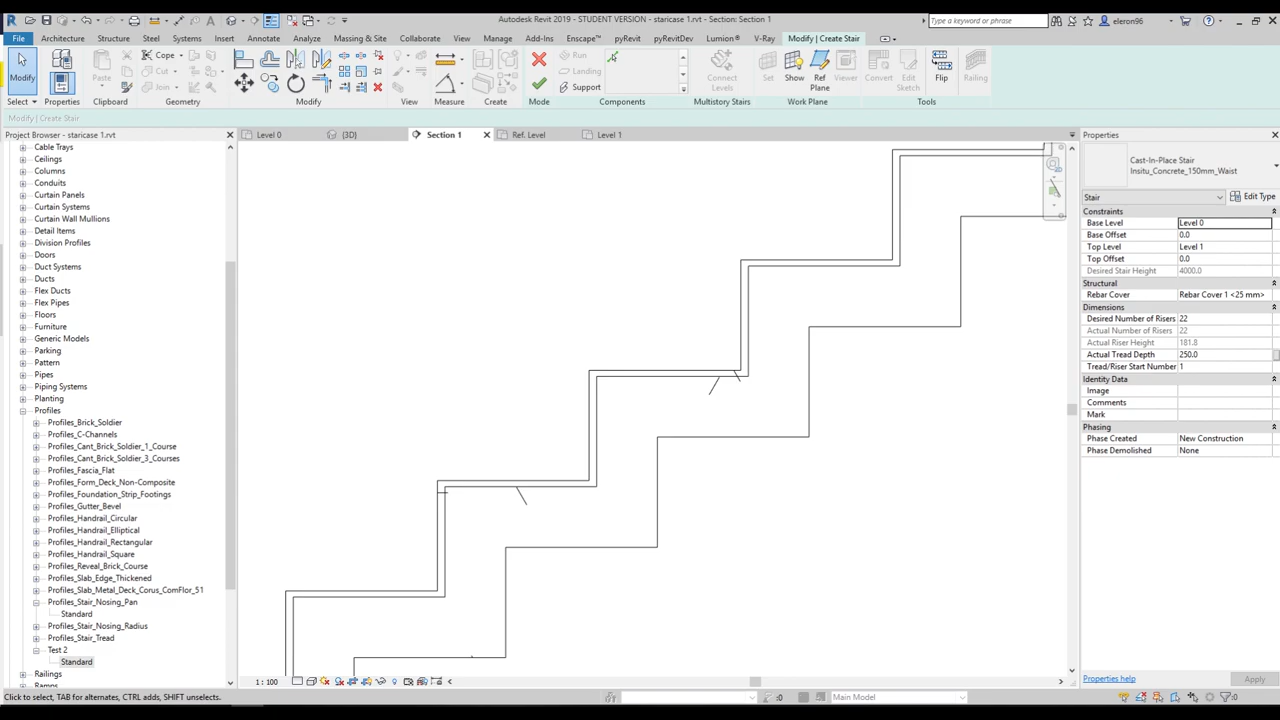 Autodesk Revit 2019 - STUDENT VERSION - staricase 1.rvt - Section: Section 1
Type a keyword or phrase
eleron96
File
Architecture
Structure
Steel
Systems
Insert
Annotate
Analyze
Massing & Site
Collaborate
View
Manage
Add-Ins
Enscape™
pyRevit
pyRevitDev
Lumion®
V-Ray
Modify | Create Stair
Modify
Select
Properties
Paste
Clipboard
Cope
Cut
Join
Geometry
Modify
View
Measure
Create
Mode
Run
Landing
Support
Components
Connect Levels
Multistory Stairs
Set
Show
Ref Plane
Viewer
Work Plane
Convert
Edit Sketch
Flip
Tools
Railing
Modify | Create Stair
Project Browser - staricase 1.rvt
Cable Trays
Ceilings
Columns
Conduits
Curtain Panels
Curtain Systems
Curtain Wall Mullions
Detail Items
Division Profiles
Doors
Duct Systems
Ducts
Flex Ducts
Flex Pipes
Floors
Furniture
Generic Models
Parking
Pattern
Pipes
Piping Systems
Planting
Profiles
Profiles_Brick_Soldier
Profiles_C-Channels
Profiles_Cant_Brick_Soldier_1_Course
Profiles_Cant_Brick_Soldier_3_Courses
Profiles_Fascia_Flat
Profiles_Form_Deck_Non-Composite
Profiles_Foundation_Strip_Footings
Profiles_Gutter_Bevel
Profiles_Handrail_Circular
Profiles_Handrail_Elliptical
Profiles_Handrail_Rectangular
Profiles_Handrail_Square
Profiles_Reveal_Brick_Course
Profiles_Slab_Edge_Thickened
Profiles_Slab_Metal_Deck_Corus_ComFlor_51
Profiles_Stair_Nosing_Pan
Standard
Profiles_Stair_Nosing_Radius
Profiles_Stair_Tread
Test 2
Standard
Railings
Ramps
Level 0
{3D}
Section 1
Ref. Level
Level 1
Properties
Cast-In-Place Stair
Insitu_Concrete_150mm_Waist
Stair
Edit Type
Constraints
Base Level Level 0
Base Offset 0.0
Top Level Level 1
Top Offset 0.0
Desired Stair Height 4000.0
Structural
Rebar Cover Rebar Cover 1 <25 mm>
Dimensions
Desired Number of Risers 22
Actual Number of Risers 22
Actual Riser Height 181.8
Actual Tread Depth 250.0
Tread/Riser Start Number 1
Identity Data
Image
Comments
Mark
Phasing
Phase Created New Construction
Phase Demolished None
Properties help
Apply
1 : 100
Click to select, TAB for alternates, CTRL adds, SHIFT unselects.
:0
Main Model
:0